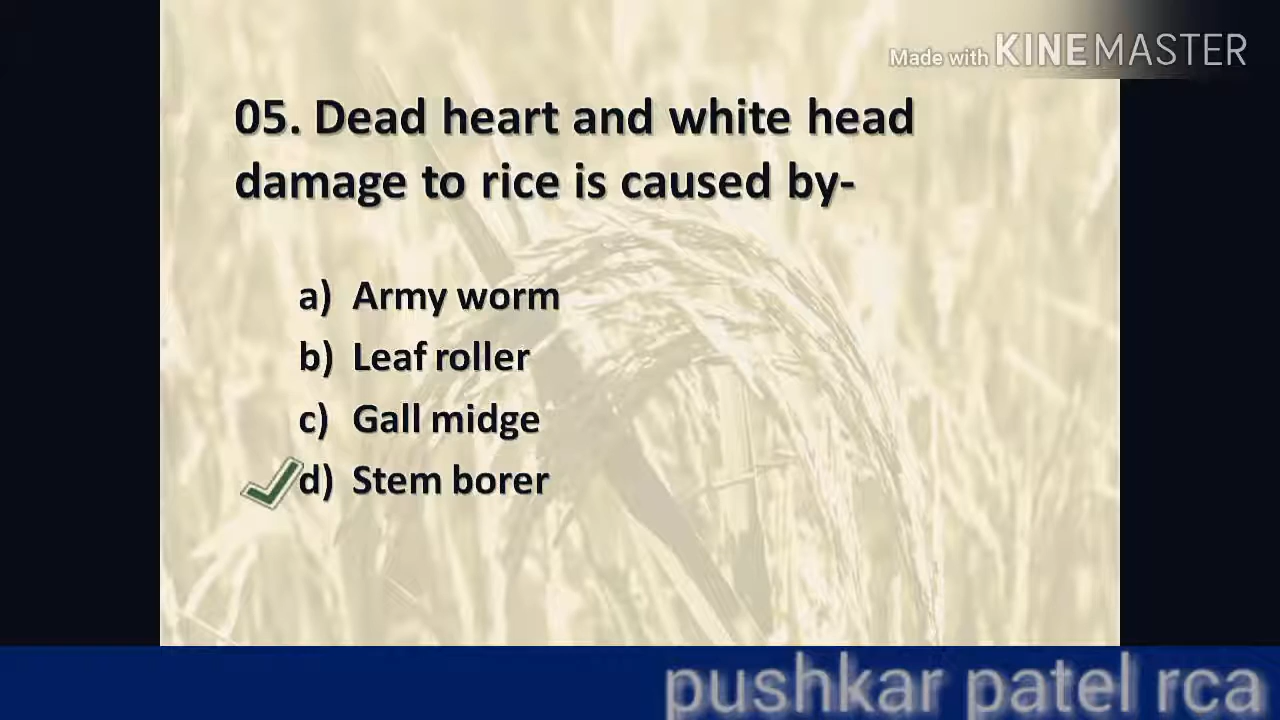 Made with KINEMASTER
05. Dead heart and white head
damage to rice is caused by-
a) Army worm
b) Leaf roller
c) Gall midge
d) Stem borer
pushkar patel rca